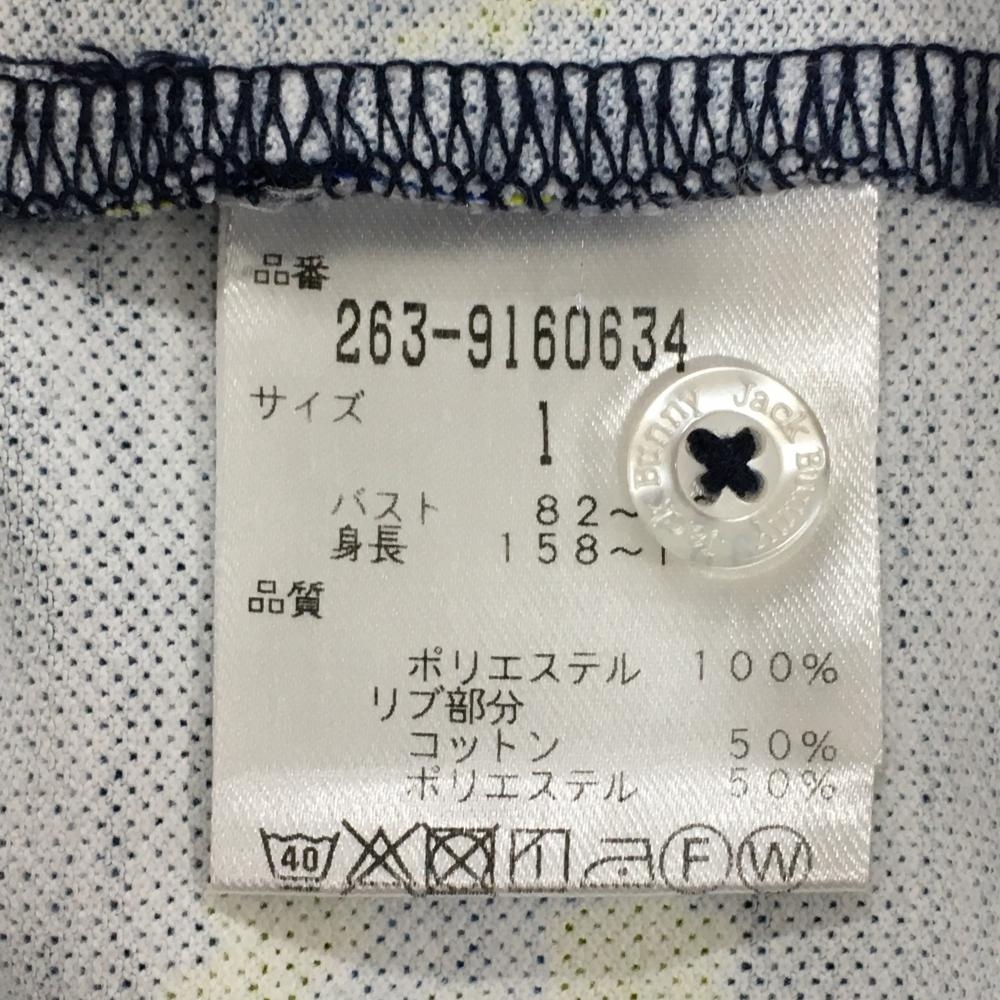 品番
263-9160634
サイズ
1
バスト 82~
身長 158~1
品質
ポリエステル 100%
リブ部分
コットン 50%
ポリエステル 50%
40
F
W
Jack Bunny